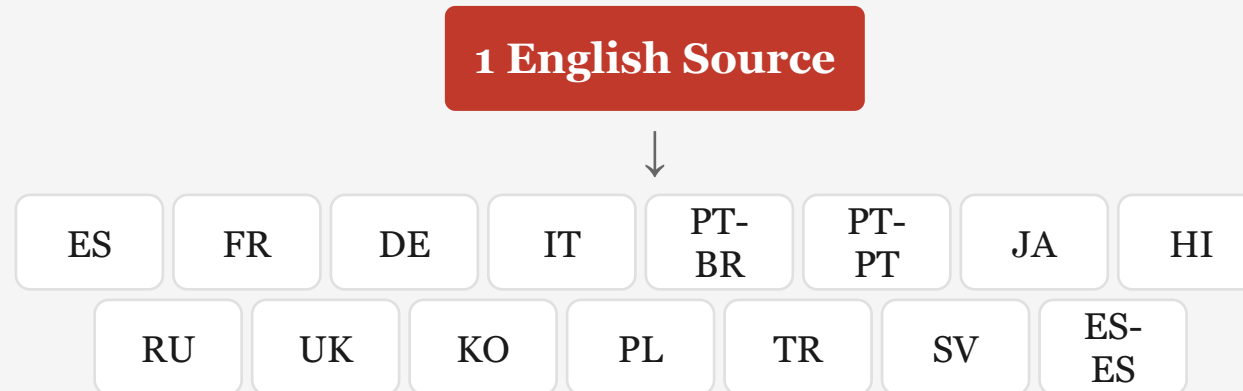 1 English Source
↓
ES FR DE IT PT-BR PT-PT JA HI
RU UK KO PL TR SV ES-ES